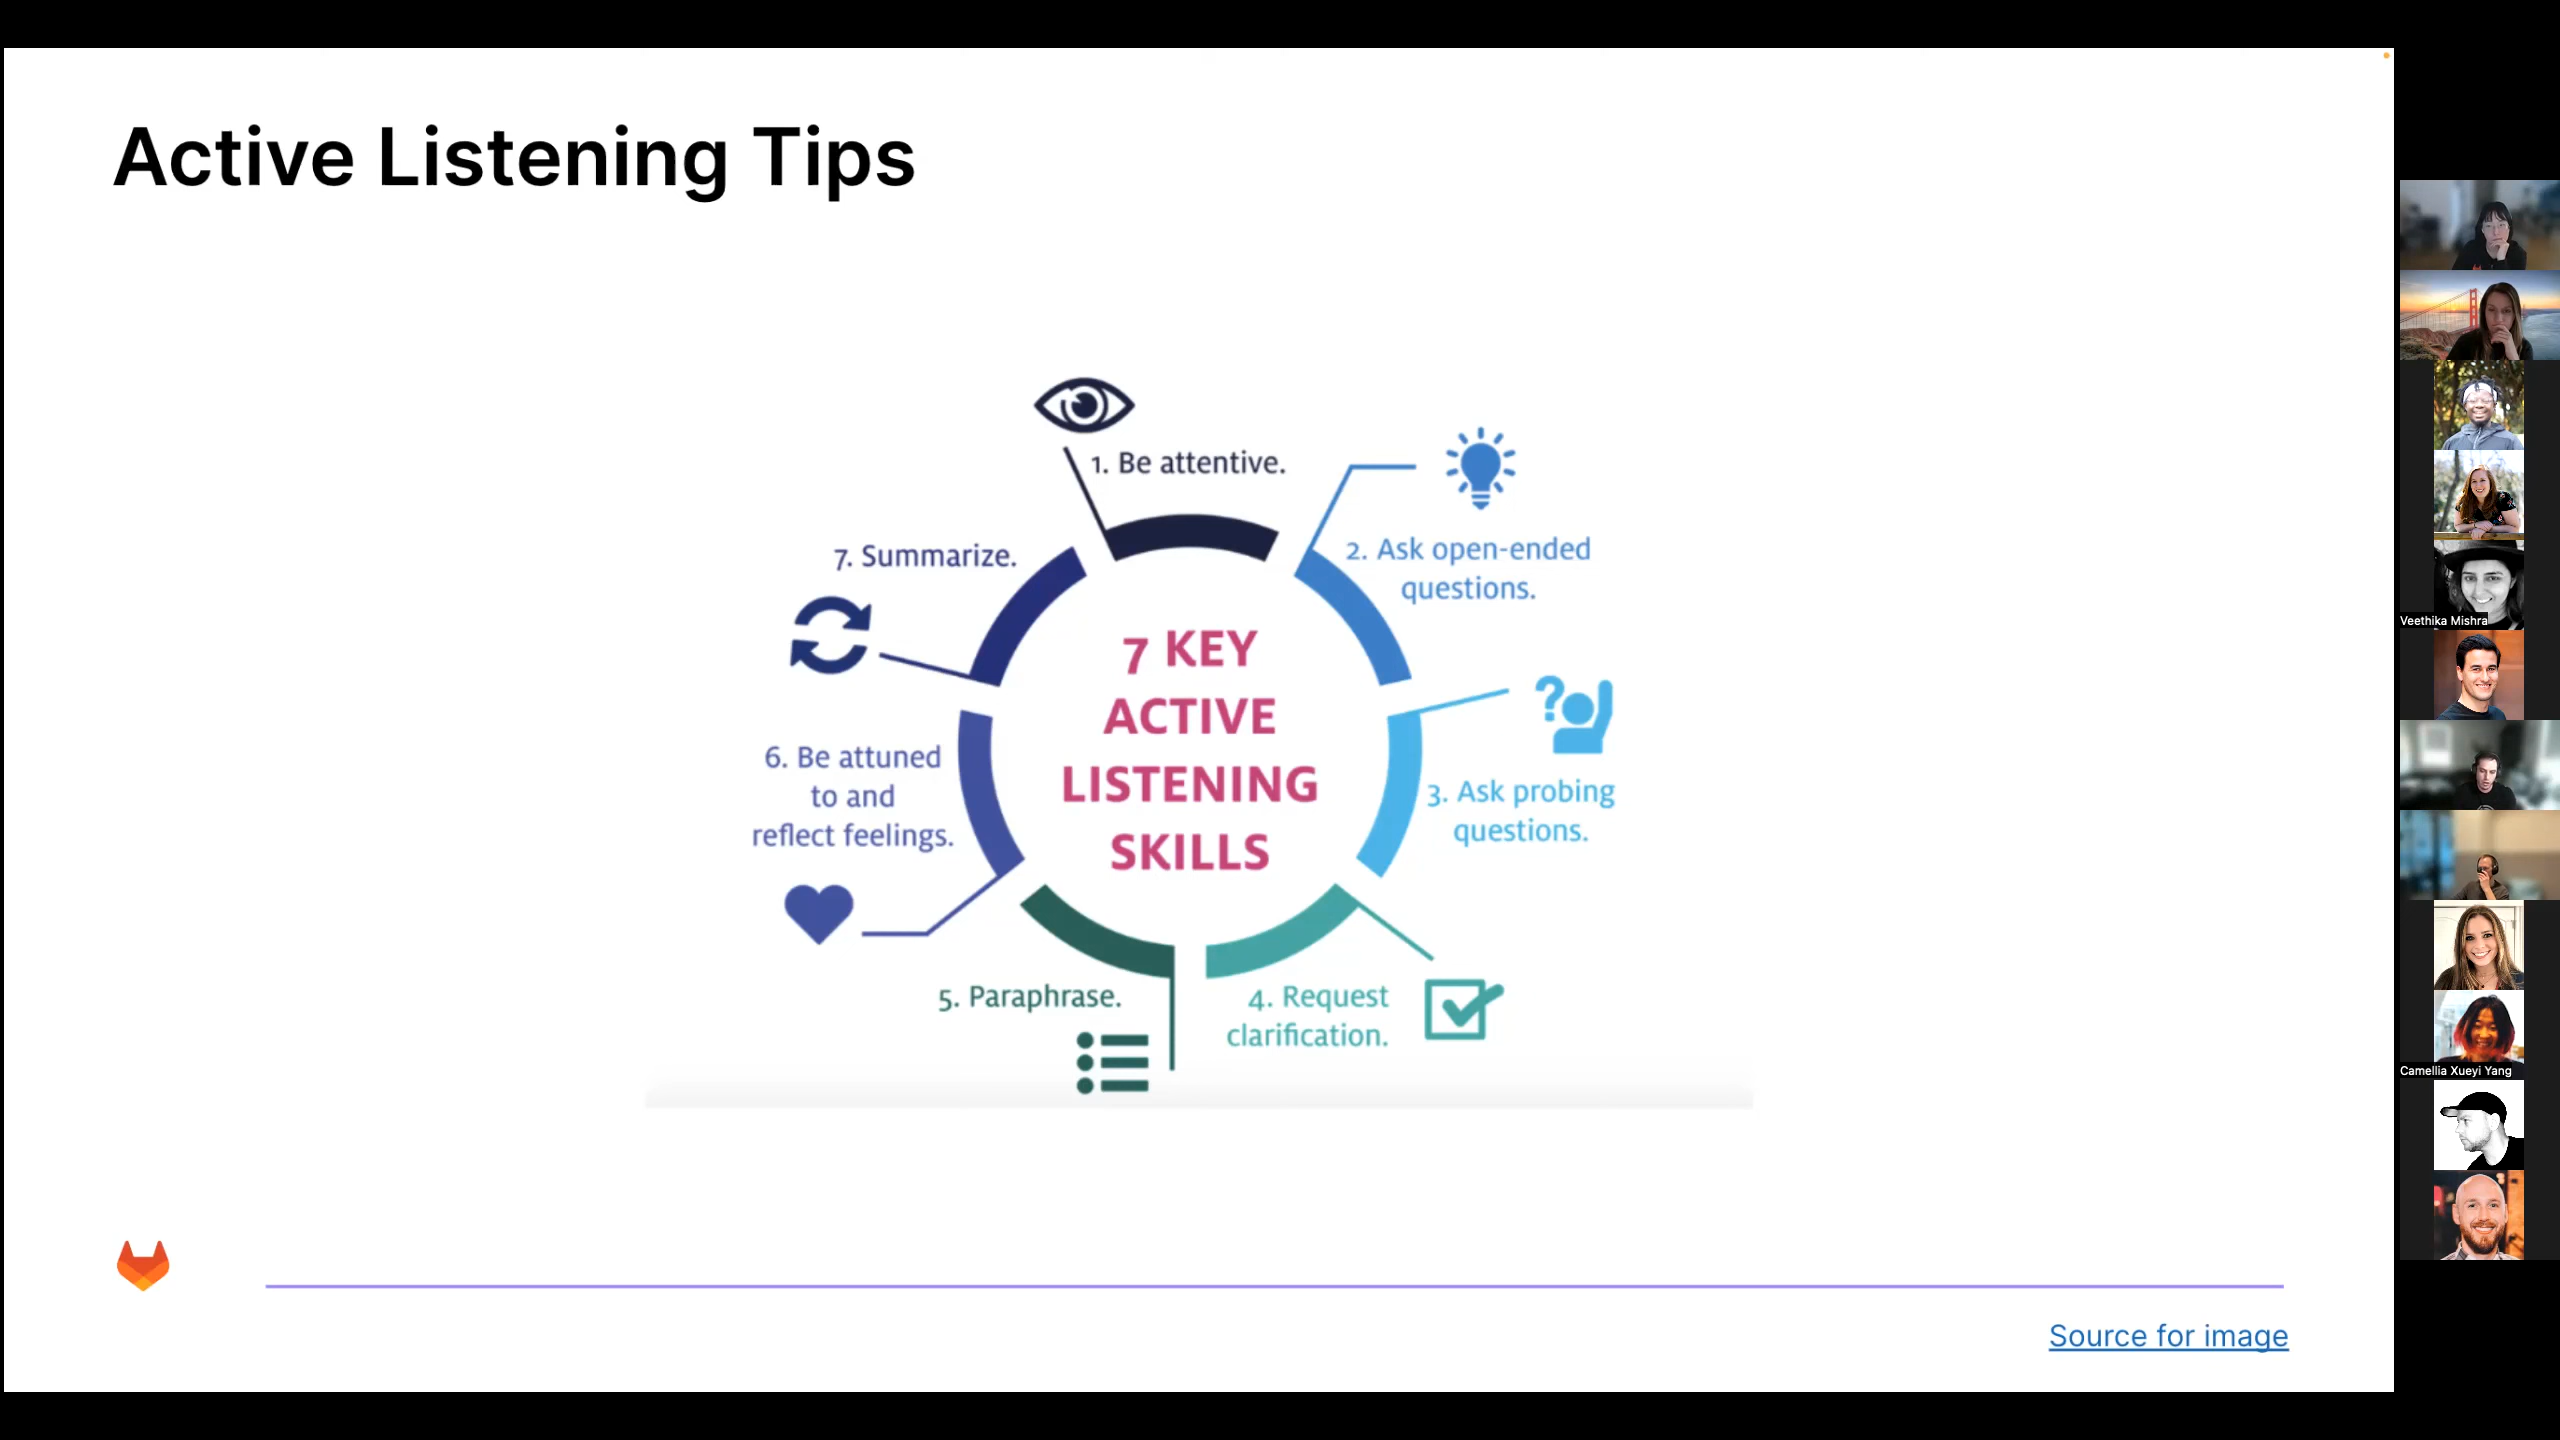 Active Listening Tips
1. Be attentive.
2. Ask open-ended
questions.
3. Ask probing
questions.
4. Request
clarification.
5. Paraphrase.
6. Be attuned
to and
reflect feelings.
7. Summarize.
7 KEY
ACTIVE
LISTENING
SKILLS
Source for image
Veethika Mishra
Camellia Xueyi Yang